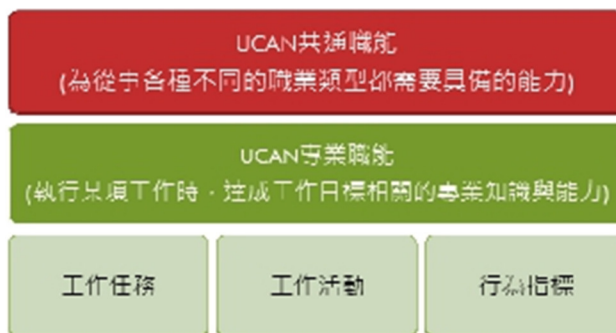 UCAN共通職能
(為從事各種不同的職業類型都需要具備的能力)
UCAN專業職能
(執行某項工作時，達成工作目標相關的專業知識與能力)
工作任務 工作活動 行為指標